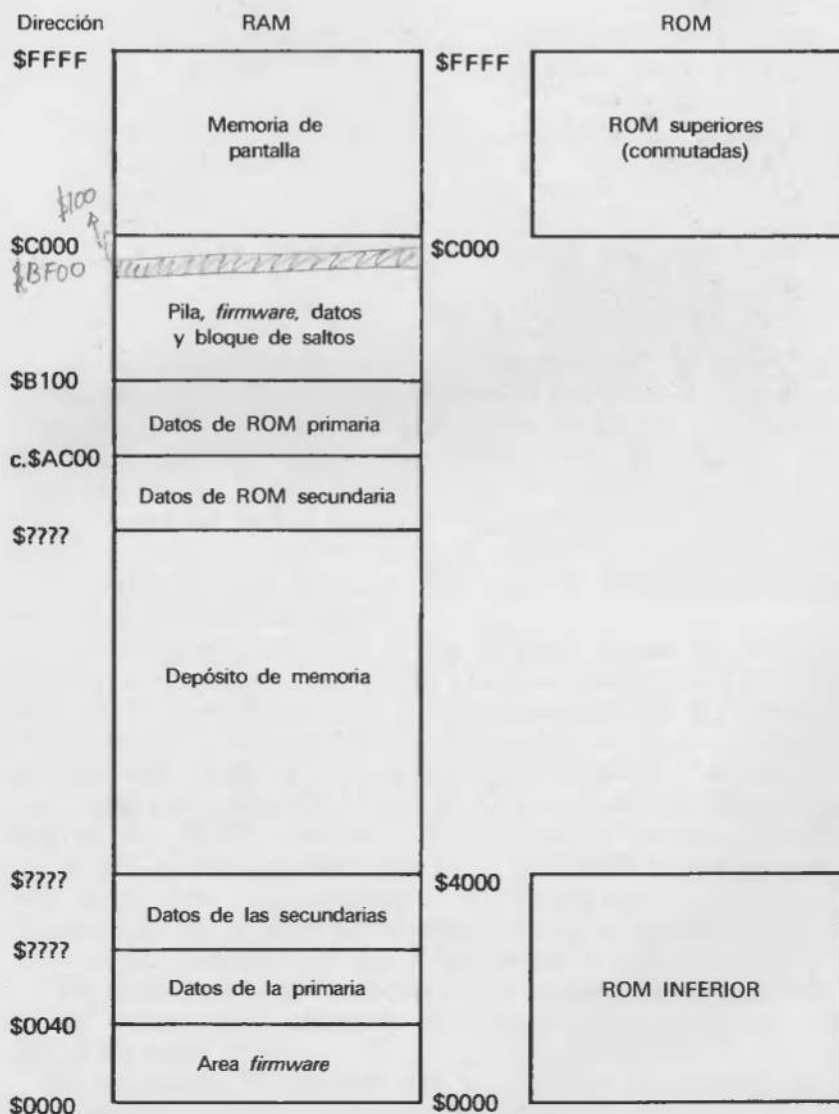 Dirección
RAM
ROM
$FFFF
$FFFF
Memoria de
pantalla
ROM superiores
(conmutadas)
$100
$C000
$C000
$BF00
Pila, firmware, datos
y bloque de saltos
$B100
Datos de ROM primaria
c.$AC00
Datos de ROM secundaria
$????
Depósito de memoria
$????
$4000
Datos de las secundarias
$????
Datos de la primaria
ROM INFERIOR
$0040
Area firmware
$0000
$0000